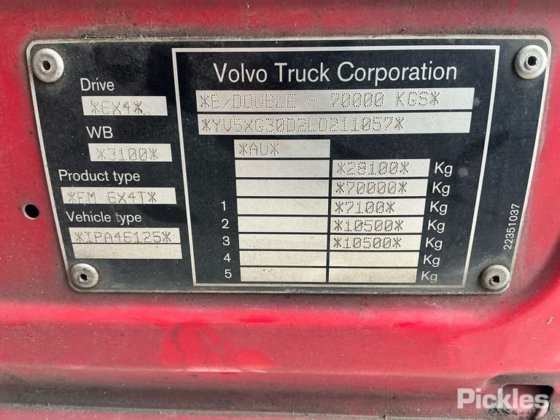 Volvo Truck Corporation
Drive
*6X4*
WB
*3100*
Product type
*FM 6X4T*
Vehicle type
*IPA45125*
*B/DOUBLE - 70000 KGS*
*YV5XG30D2LD211057*
*AU*
*28100* Kg
*70000* Kg
1 *7100* Kg
2 *10500* Kg
3 *10500* Kg
4 Kg
5 Kg
22351037
Pickles